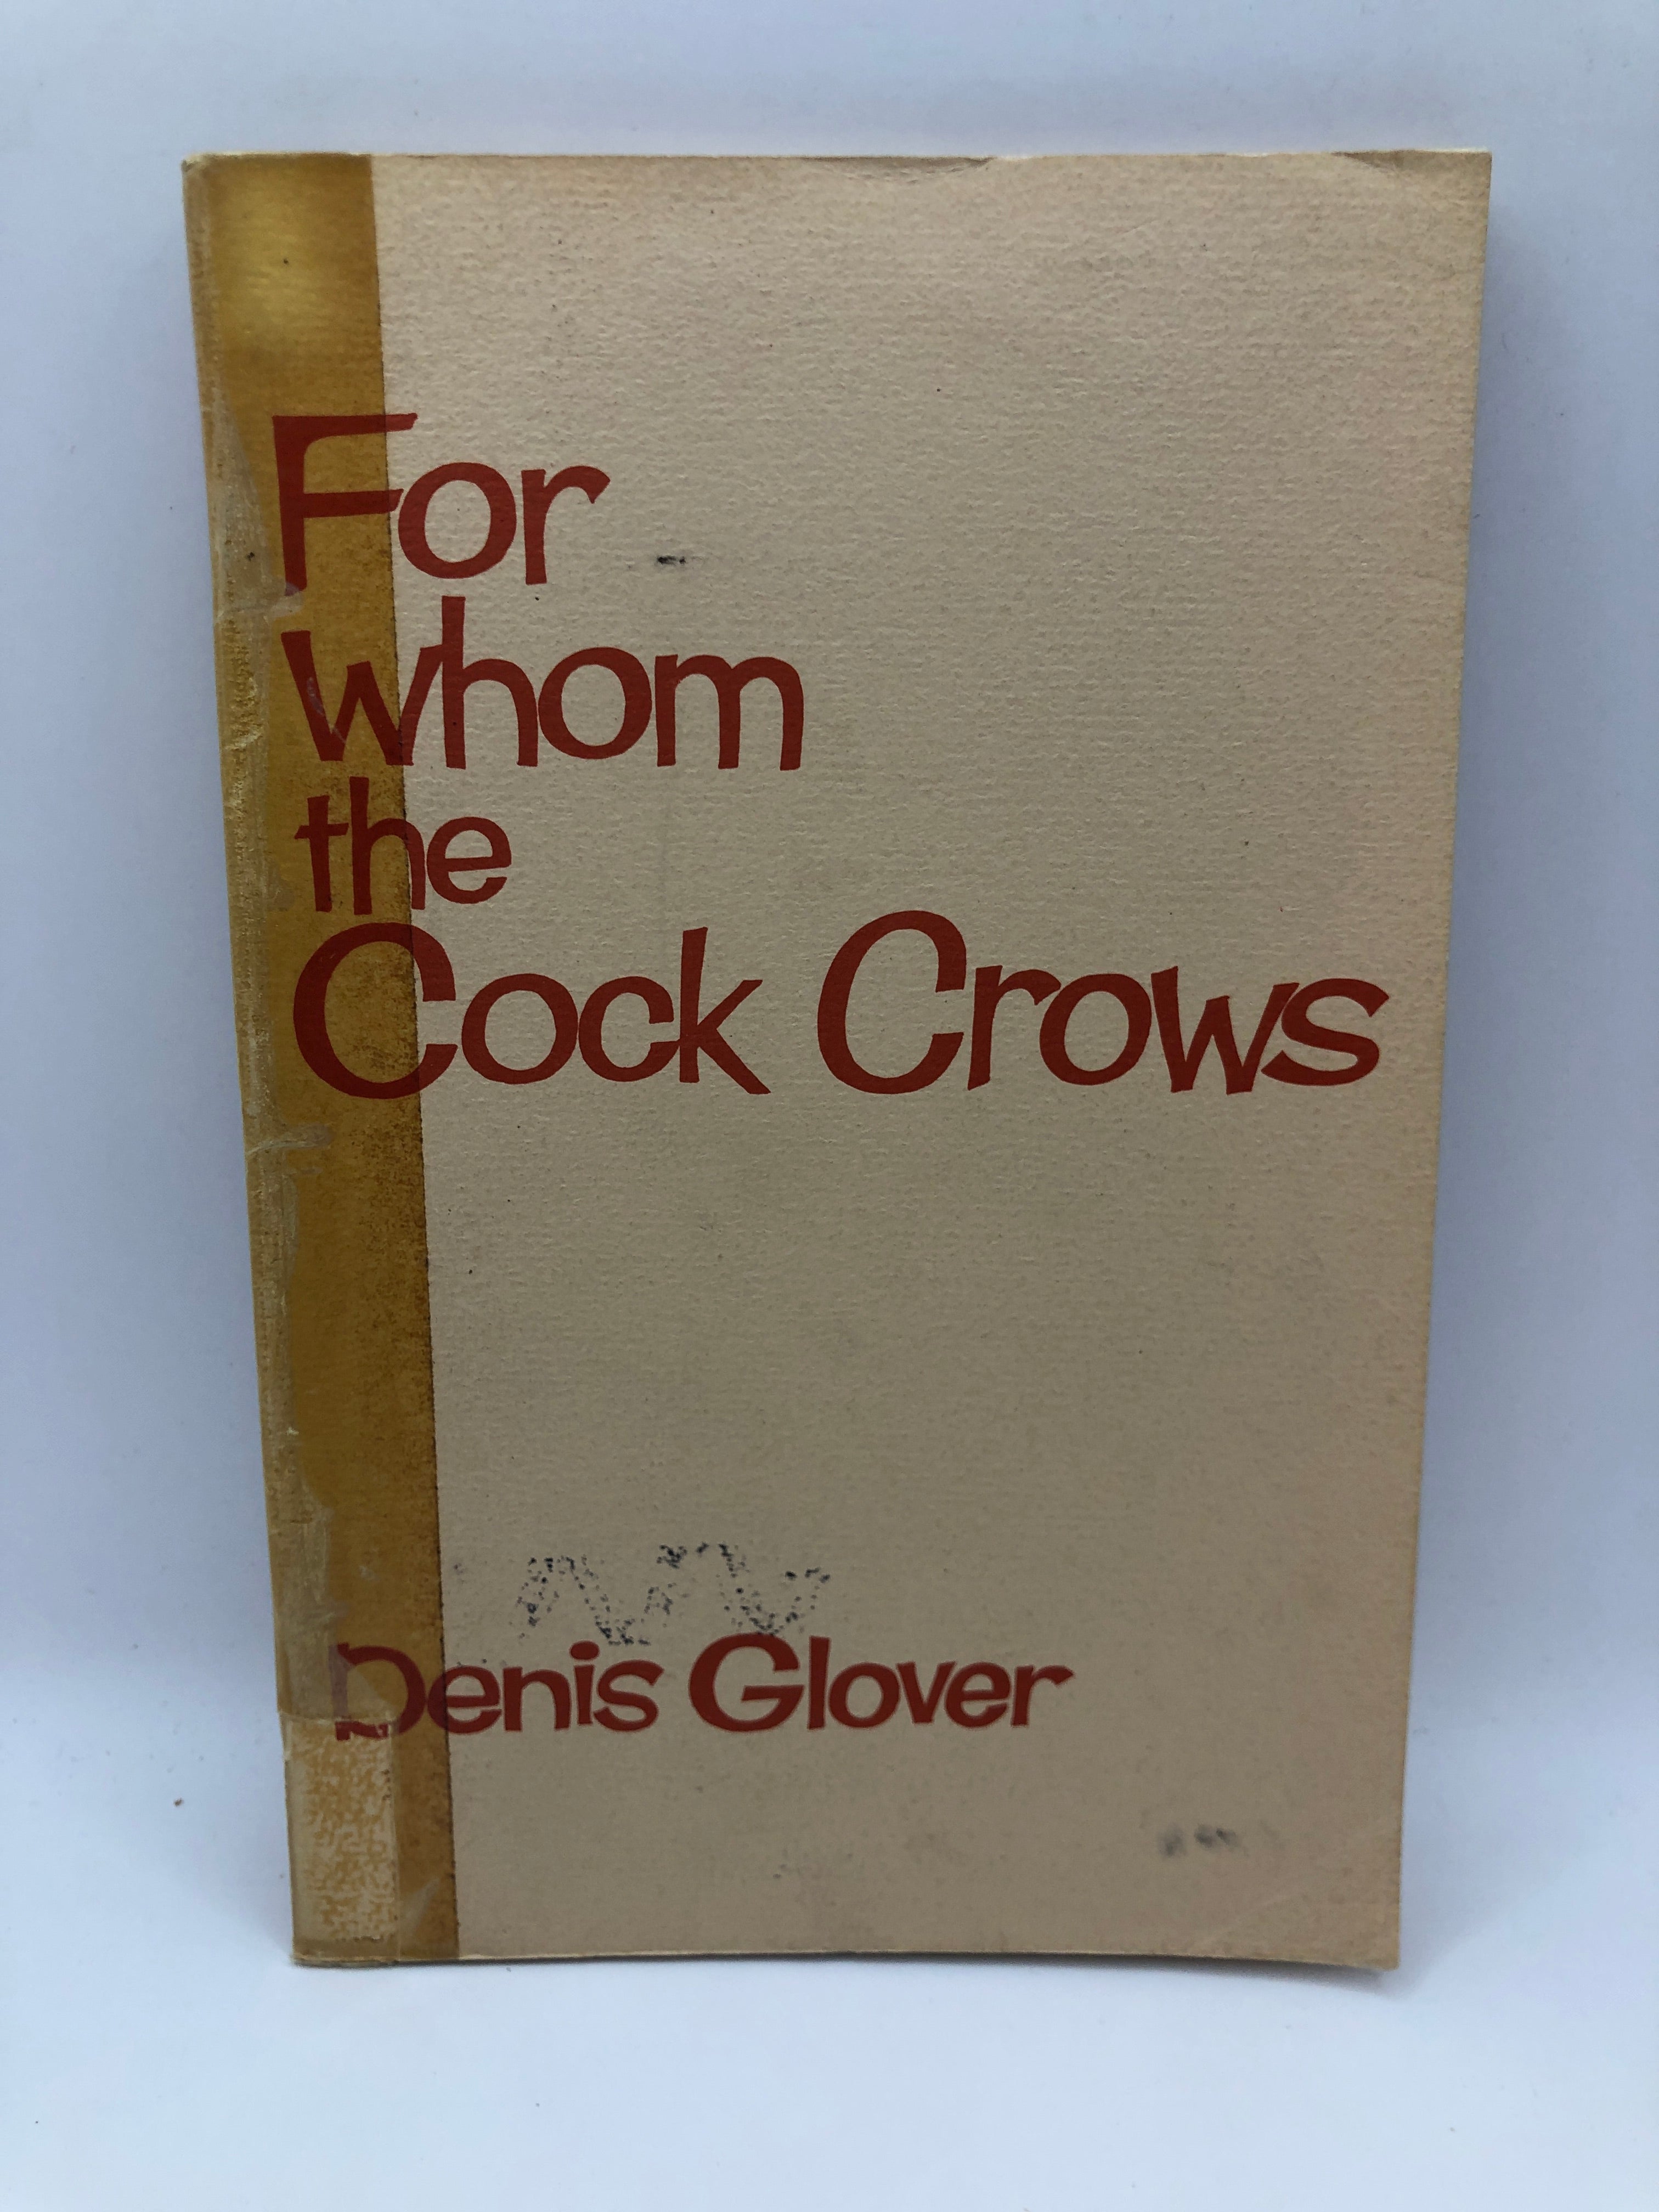 For
whom
the
Cock Crows
Denis Glover